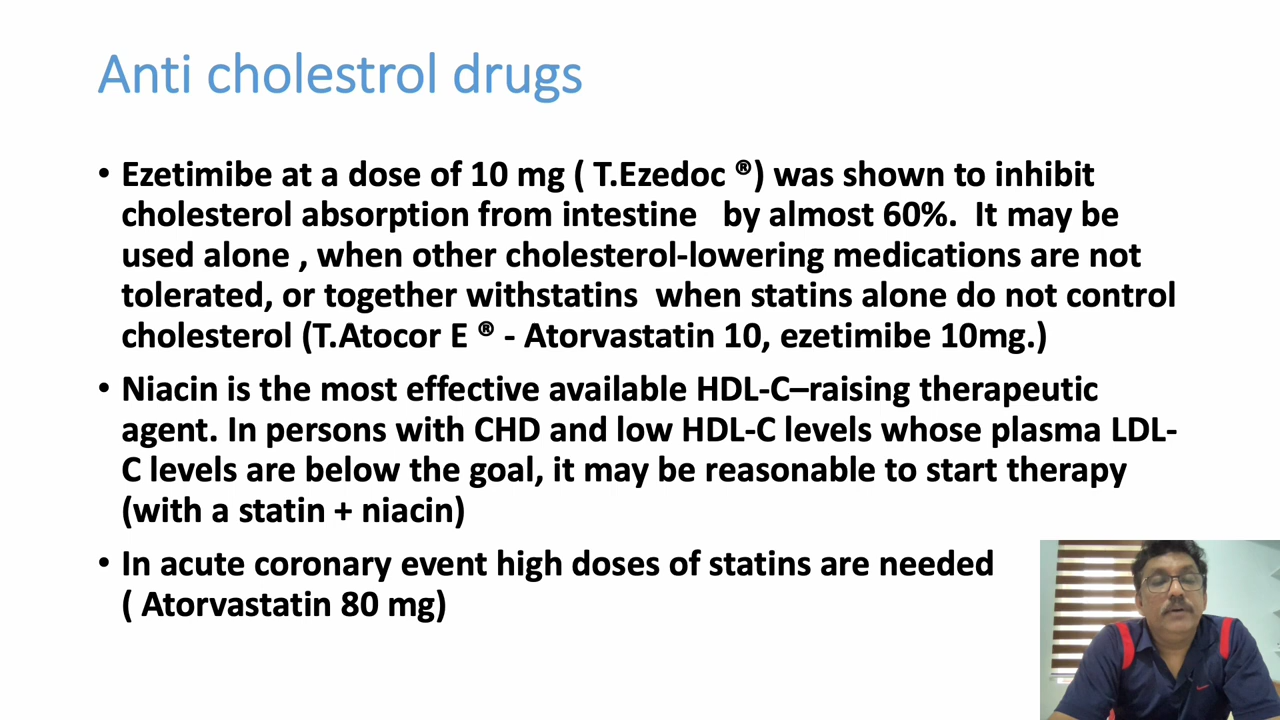 Anti cholestrol drugs
• Ezetimibe at a dose of 10 mg ( T.Ezedoc ®) was shown to inhibit
cholesterol absorption from intestine by almost 60%. It may be
used alone , when other cholesterol-lowering medications are not
tolerated, or together withstatins when statins alone do not control
cholesterol (T.Atocor E ® - Atorvastatin 10, ezetimibe 10mg.)
• Niacin is the most effective available HDL-C–raising therapeutic
agent. In persons with CHD and low HDL-C levels whose plasma LDL-
C levels are below the goal, it may be reasonable to start therapy
(with a statin + niacin)
• In acute coronary event high doses of statins are needed
( Atorvastatin 80 mg)